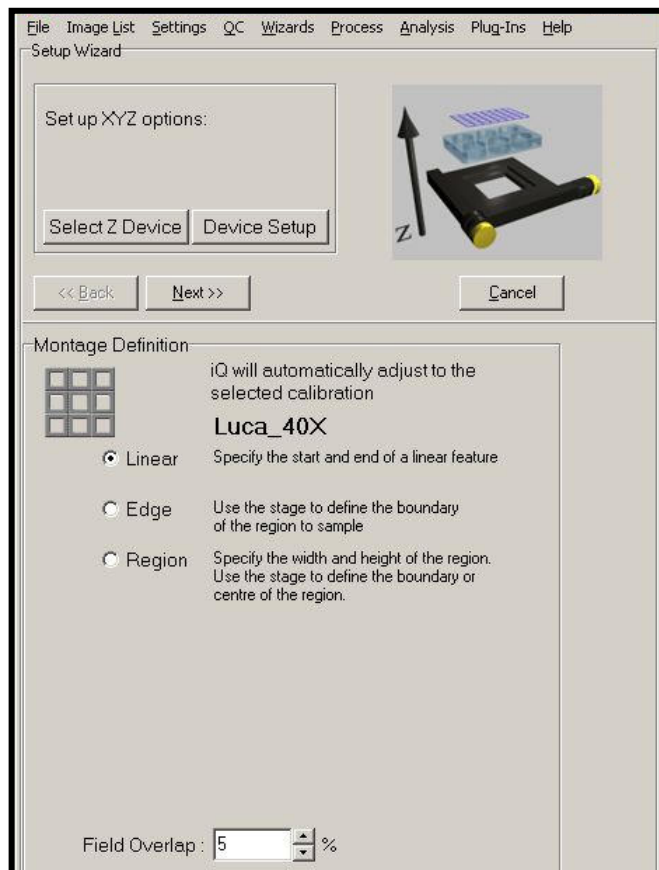 File Image List Settings QC Wizards Process Analysis Plug-Ins Help
Setup Wizard
Set up XYZ options:
Select Z Device Device Setup
Z
<< Back Next >> Cancel
Montage Definition
iQ will automatically adjust to the
selected calibration
Luca_40X
Linear Specify the start and end of a linear feature
Edge Use the stage to define the boundary
of the region to sample
Region Specify the width and height of the region.
Use the stage to define the boundary or
centre of the region.
Field Overlap : 5 %